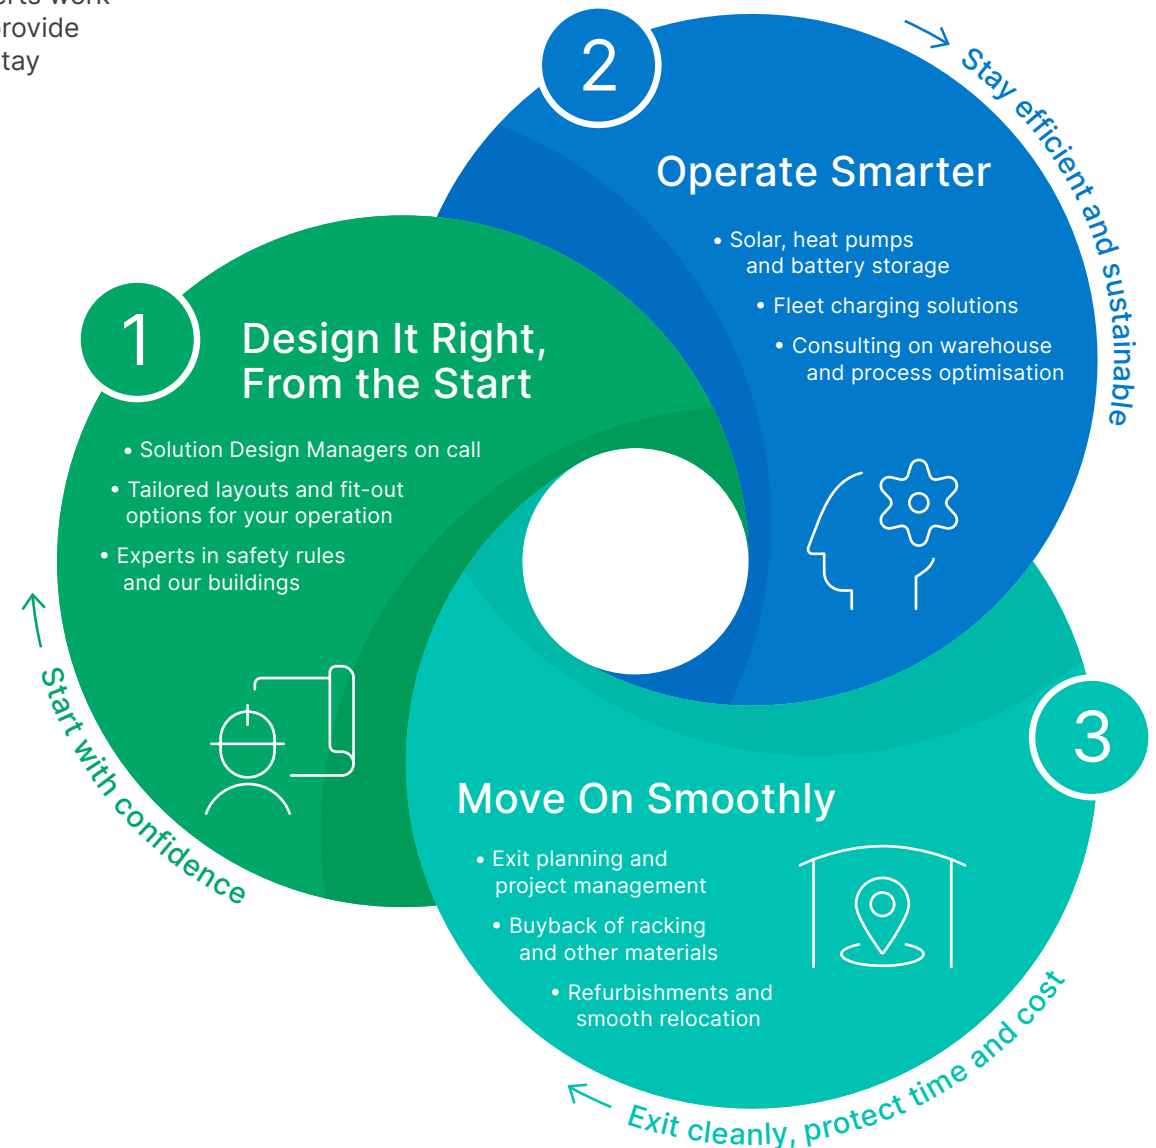 rovide
tay
1
Design It Right,
From the Start
• Solution Design Managers on call
• Tailored layouts and fit-out
options for your operation
• Experts in safety rules
and our buildings
Start with confidence
2
Operate Smarter
• Solar, heat pumps
and battery storage
• Fleet charging solutions
• Consulting on warehouse
and process optimisation
Stay efficient and sustainable
3
Move On Smoothly
• Exit planning and
project management
• Buyback of racking
and other materials
• Refurbishments and
smooth relocation
Exit cleanly, protect time and cost